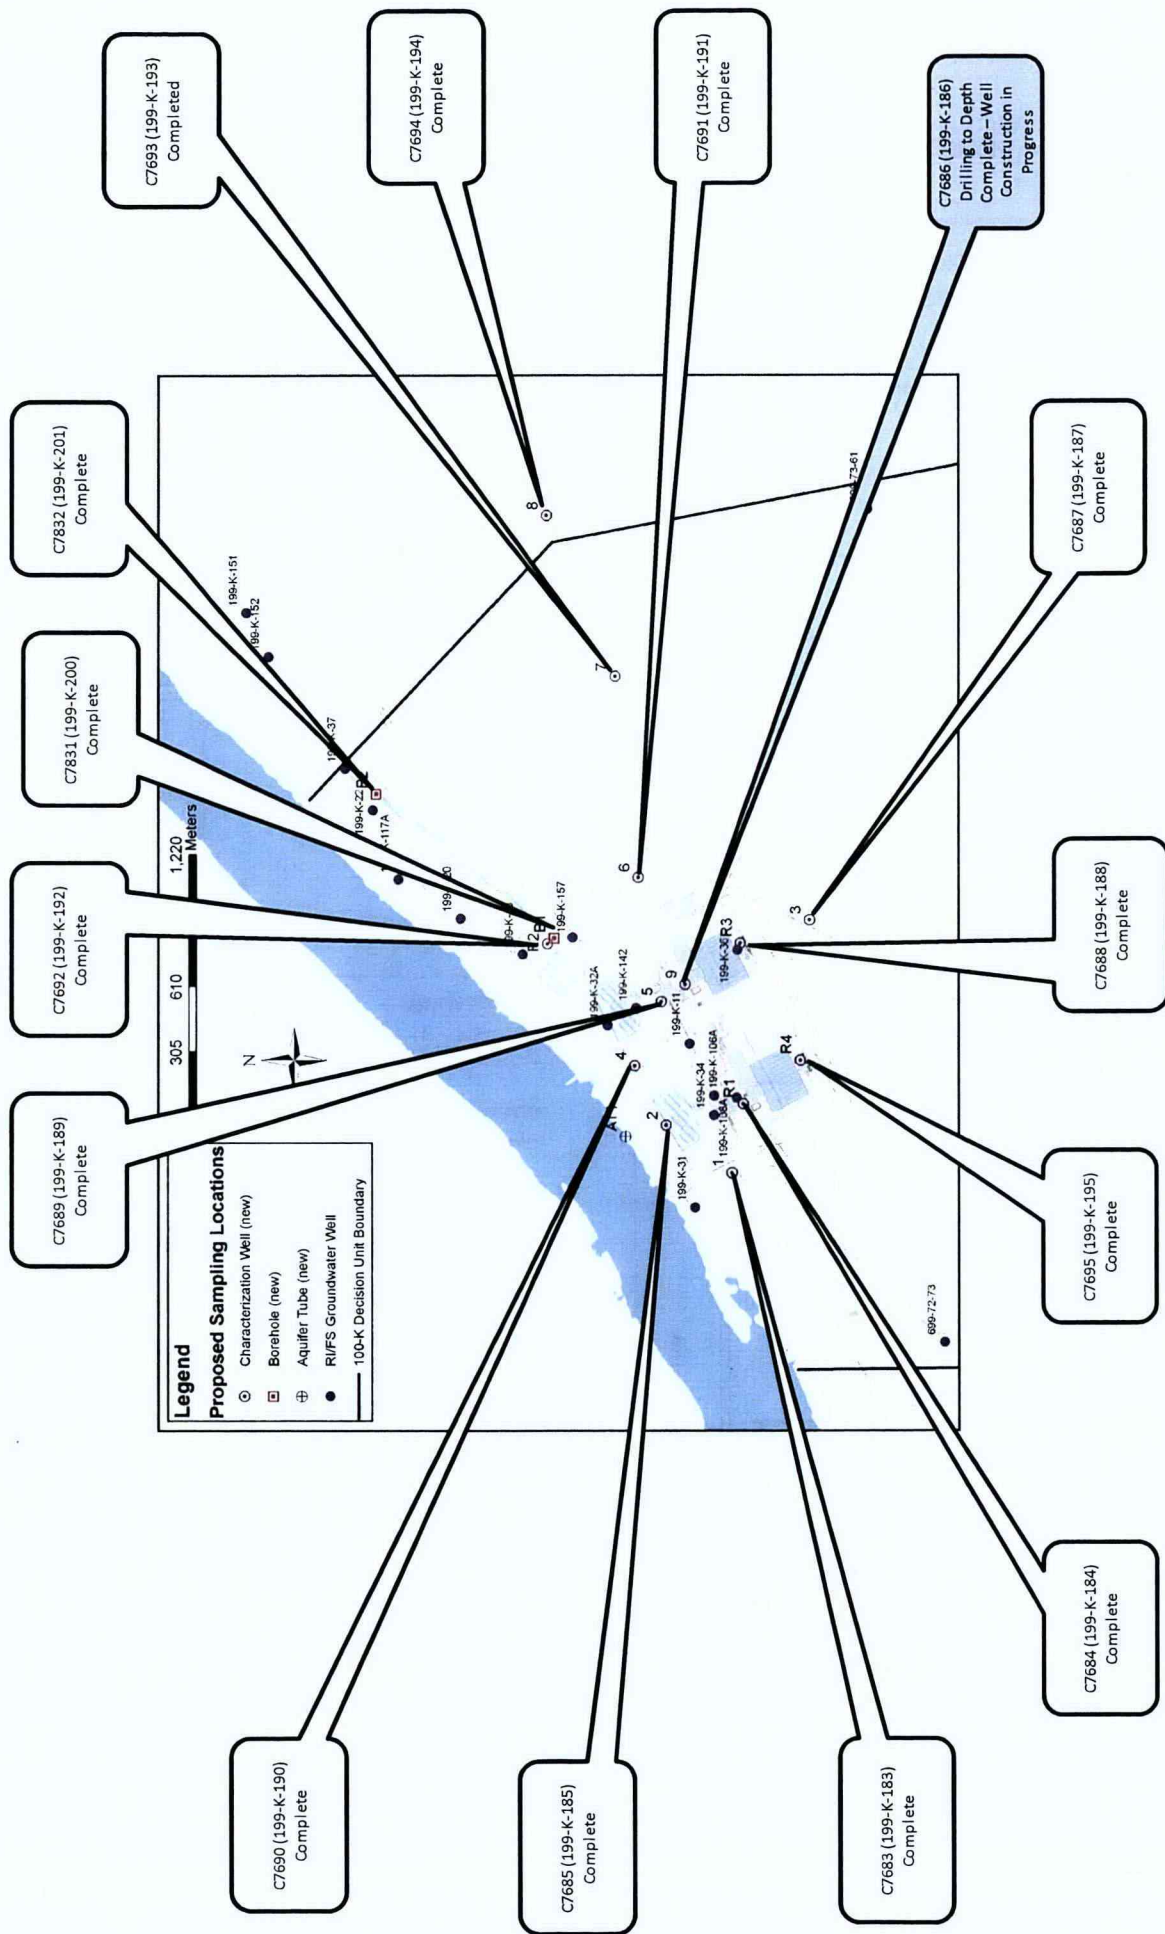 C7693 (199-K-193)
Completed
C7694 (199-K-194)
Complete
C7691 (199-K-191)
Complete
C7686 (199-K-186)
Drilling to Depth
Complete – Well
Construction in
Progress
C7832 (199-K-201)
Complete
C7831 (199-K-200)
Complete
C7692 (199-K-192)
Complete
C7689 (199-K-189)
Complete
C7687 (199-K-187)
Complete
C7688 (199-K-188)
Complete
C7695 (199-K-195)
Complete
C7684 (199-K-184)
Complete
C7690 (199-K-190)
Complete
C7685 (199-K-185)
Complete
C7683 (199-K-183)
Complete
Legend
Proposed Sampling Locations
Characterization Well (new)
Borehole (new)
Aquifer Tube (new)
RI/FS Groundwater Well
100-K Decision Unit Boundary
N
305
610
1,220
Meters
199-K-151
199-K-152
199-K-22
199-K-157
199-K-142
199-K-32A
199-K-11
199-K-36
199-K-34
199-K-106A
199-K-108A
199-K-31
699-72-73
1
2
3
4
5
6
7
8
9
R1
R2
R3
R4
B1